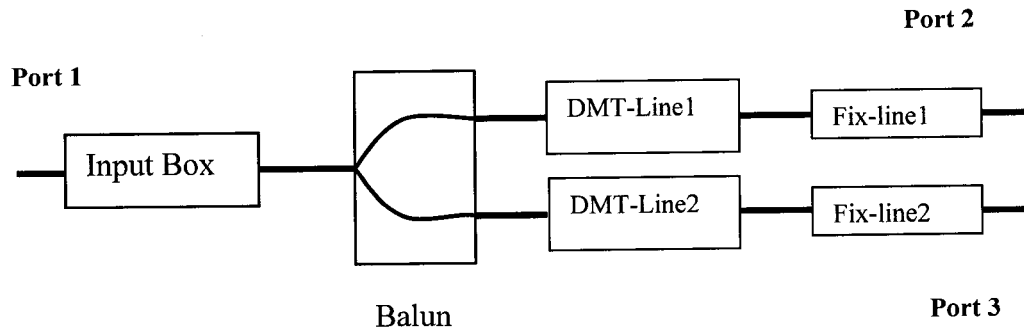 Port 2
Port 1
DMT-Line1
Fix-line1
Input Box
DMT-Line2
Fix-line2
Port 3
Balun